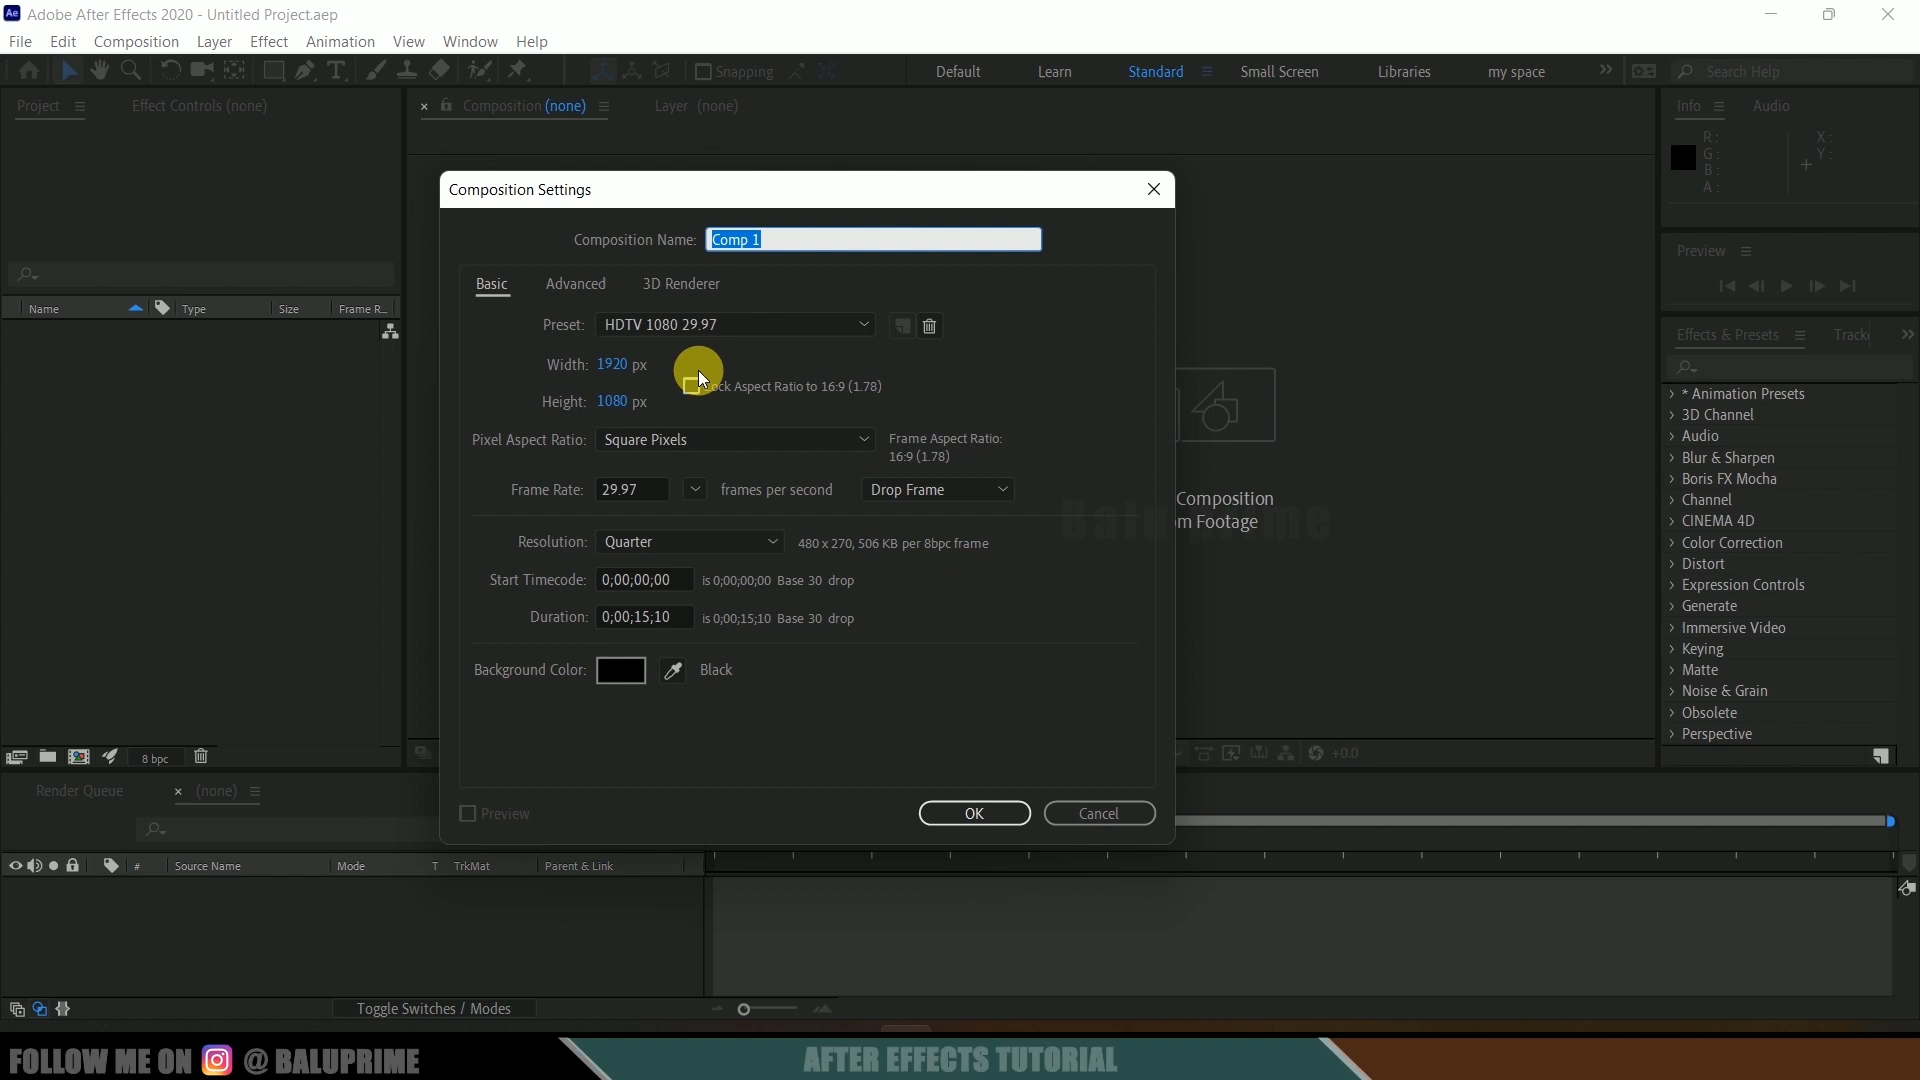 Ae Adobe After Effects 2020 - Untitled Project.aep
File Edit Composition Layer Effect Animation View Window Help
T Snapping Default Learn Standard Small Screen Libraries my space Search Help
Project Effect Controls (none) Composition (none) Layer (none) Info Audio
R: X:
G: Y:
B:
A:
Composition Settings
Composition Name: Comp 1
Preview
Basic Advanced 3D Renderer
Name Type Size Frame R...
Preset: HDTV 1080 29.97
Effects & Presets
Width: 1920 px
Aspect Ratio to 16:9 (1.78)
Height: 1080 px
* Animation Presets
3D Channel
Audio
Blur & Sharpen
Boris FX Mocha
Channel
CINEMA 4D
Color Correction
Distort
Expression Controls
Generate
Immersive Video
Keying
Matte
Noise & Grain
Obsolete
Perspective
Pixel Aspect Ratio: Square Pixels Frame Aspect Ratio:
16:9 (1.78)
Frame Rate: 29.97 frames per second Drop Frame
Composition
Footage
Resolution: Quarter 480 x 270, 506 KB per 8bpc frame
Start Timecode: 0;00;00;00 is 0;00;00;00 Base 30 drop
Duration: 0;00;15;10 is 0;00;15;10 Base 30 drop
Background Color: Black
8 bpc +0.0
Preview OK Cancel
Render Queue (none)
# Source Name Mode T TrkMat Parent & Link
Toggle Switches / Modes
FOLLOW ME ON @ BALUPRIME AFTER EFFECTS TUTORIAL